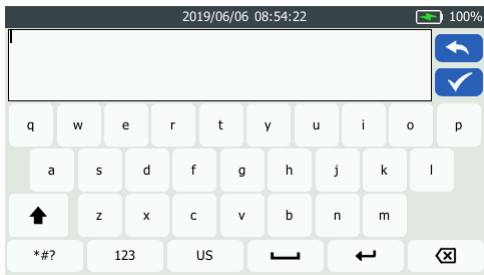 2019/06/06 08:54:22 100%
q w e r t y u i o p
a s d f g h j k l
z x c v b n m
*#? 123 US